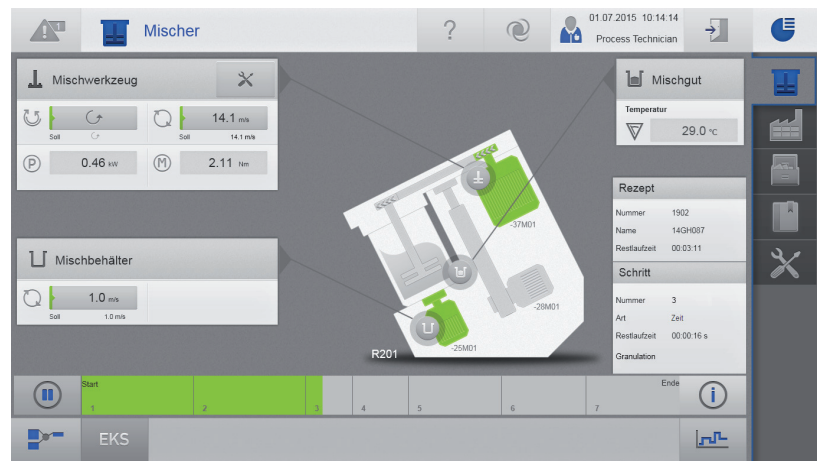 1
Mischer
?
01.07.2015 10:14:14
Process Technician
Mischwerkzeug
14.1 m/s
Soll
Soll
14.1 m/s
P
0.46 kW
M
2.11 Nm
Mischbehälter
1.0 m/s
Soll
1.0 m/s
Mischgut
Temperatur
29.0 °C
-37M01
-28M01
-25M01
R201
Rezept
Nummer 1902
Name 14GH087
Restlaufzeit 00:03:11
Schritt
Nummer 3
Art Zeit
Restlaufzeit 00:00:16 s
Granulation
Start
Ende
1 2 3 4 5 6 7
i
EKS